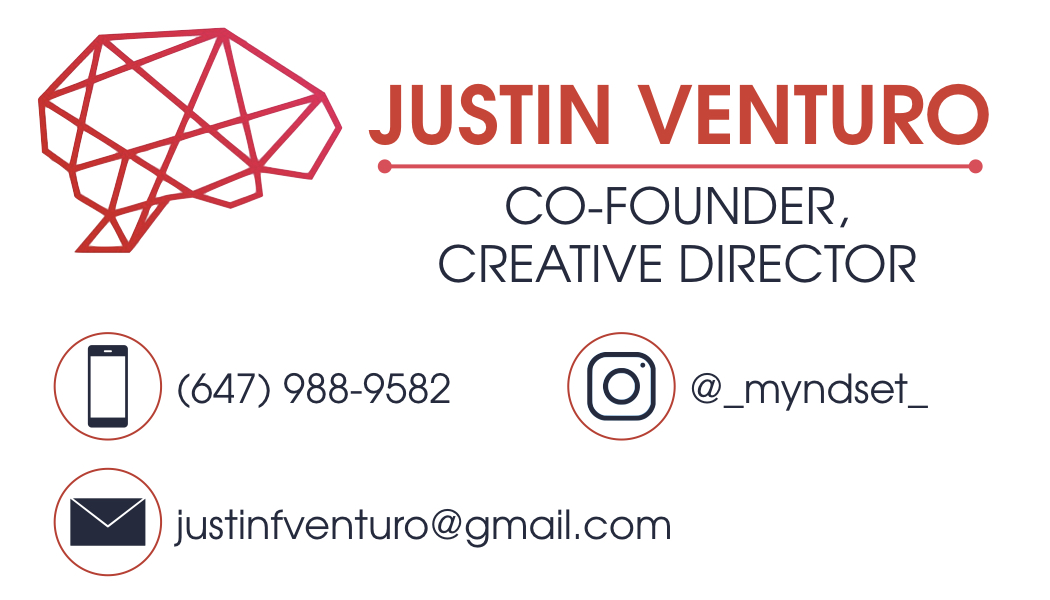 JUSTIN VENTURO
CO-FOUNDER,
CREATIVE DIRECTOR
(647) 988-9582
@_myndset_
justinfventuro@gmail.com